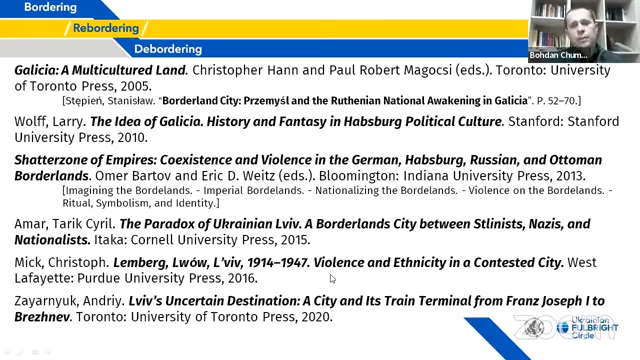 Bordering
Rebordering
Debordering
Bohdan Chum...
Galicia: A Multicultured Land. Christopher Hann and Paul Robert Magocsi (eds.). Toronto: University
of Toronto Press, 2005.
[Stępień, Stanisław. “Borderland City: Przemyśl and the Ruthenian National Awakening in Galicia”. P. 52–70.]
Wolff, Larry. The Idea of Galicia. History and Fantasy in Habsburg Political Culture. Stanford: Stanford
University Press, 2010.
Shatterzone of Empires: Coexistence and Violence in the German, Habsburg, Russian, and Ottoman
Borderlands. Omer Bartov and Eric D. Weitz (eds.). Bloomington: Indiana University Press, 2013.
[Imagining the Bordelands. - Imperial Bordelands. - Nationalizing the Bordelands. - Violence on the Bordelands. -
Ritual, Symbolism, and Identity.]
Amar, Tarik Cyril. The Paradox of Ukrainian Lviv. A Borderlands City between Stlinists, Nazis, and
Nationalists. Itaka: Cornell University Press, 2015.
Mick, Christoph. Lemberg, Lwów, L’viv, 1914–1947. Violence and Ethnicity in a Contested City. West
Lafayette: Purdue University Press, 2016.
Zayarnyuk, Andriy. Lviv’s Uncertain Destination: A City and Its Train Terminal from Franz Joseph I to
Brezhnev. Toronto: University of Toronto Press, 2020.
zoom
Ukrainian
FULBRIGHT
Circle